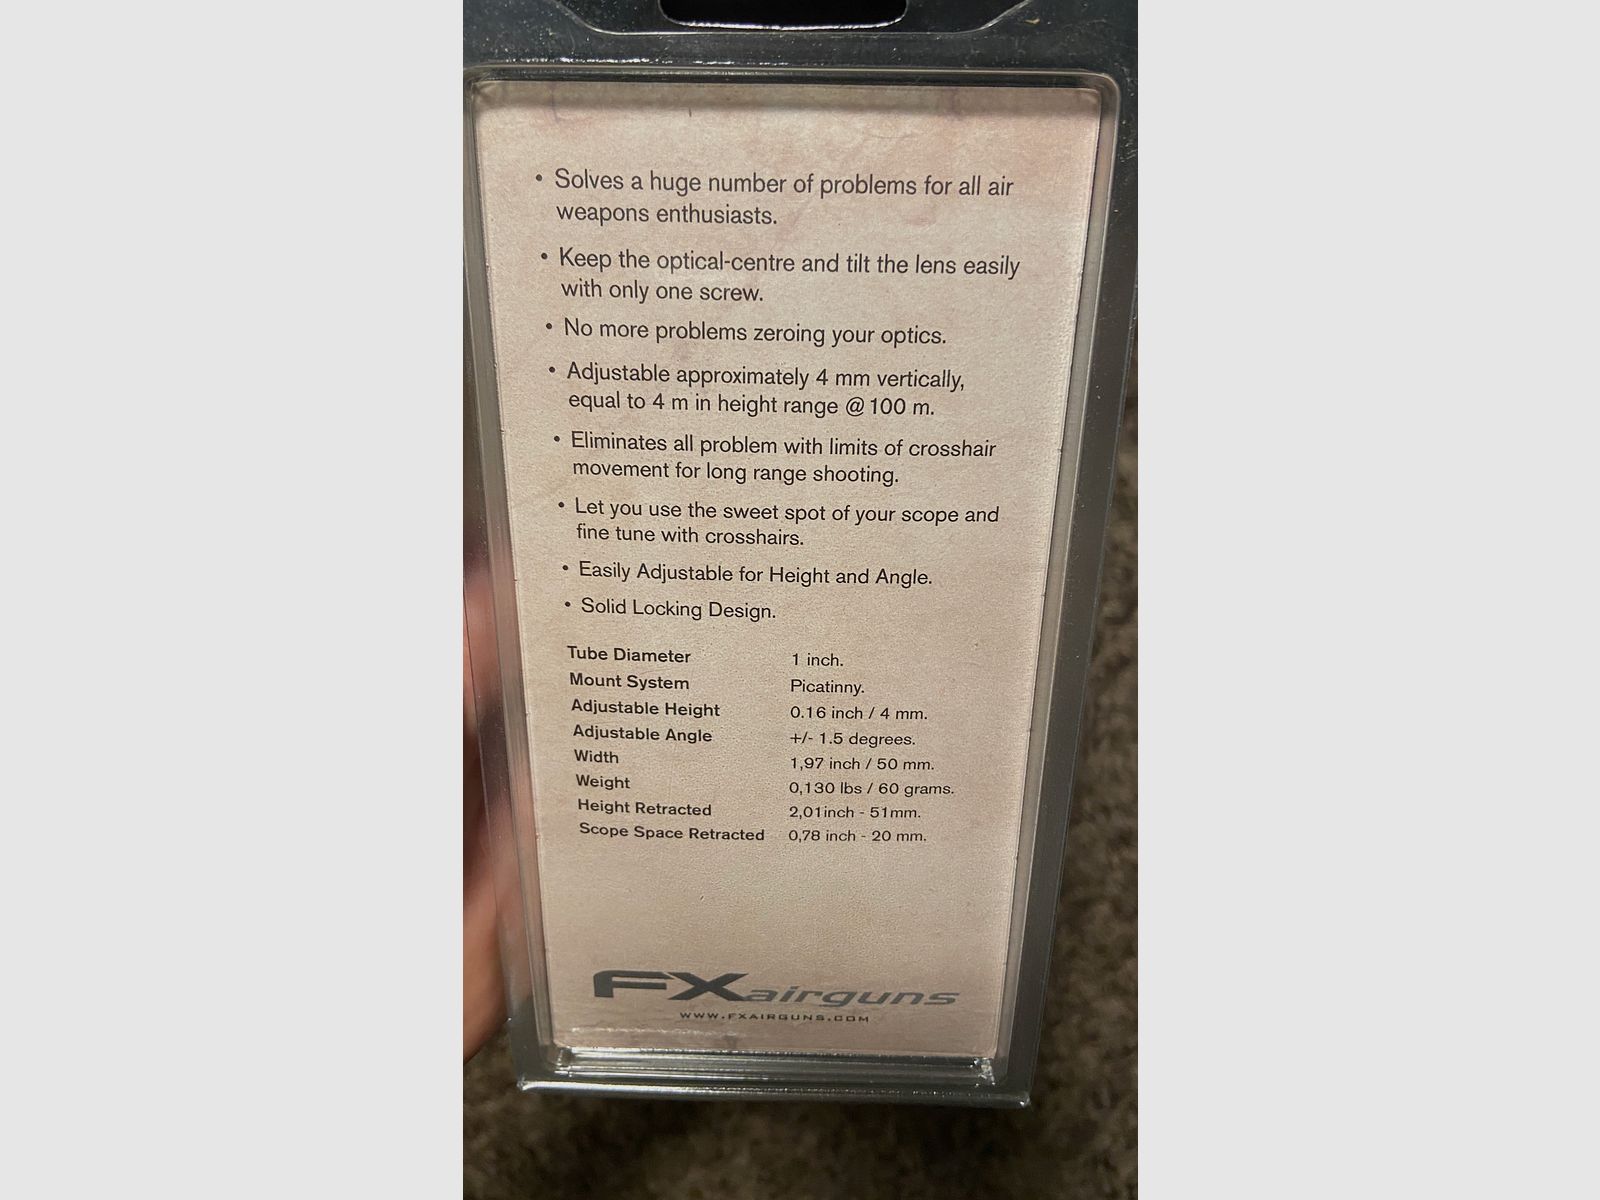 • Solves a huge number of problems for all air
weapons enthusiasts.
• Keep the optical-centre and tilt the lens easily
with only one screw.
• No more problems zeroing your optics.
• Adjustable approximately 4 mm vertically,
equal to 4 m in height range @ 100 m.
• Eliminates all problem with limits of crosshair
movement for long range shooting.
• Let you use the sweet spot of your scope and
fine tune with crosshairs.
• Easily Adjustable for Height and Angle.
• Solid Locking Design.
Tube Diameter 1 inch.
Mount System Picatinny.
Adjustable Height 0.16 inch / 4 mm.
Adjustable Angle +/- 1.5 degrees.
Width 1,97 inch / 50 mm.
Weight 0,130 lbs / 60 grams.
Height Retracted 2,01inch - 51mm.
Scope Space Retracted 0,78 inch - 20 mm.
FXairguns
WWW.FXAIRGUNS.COM